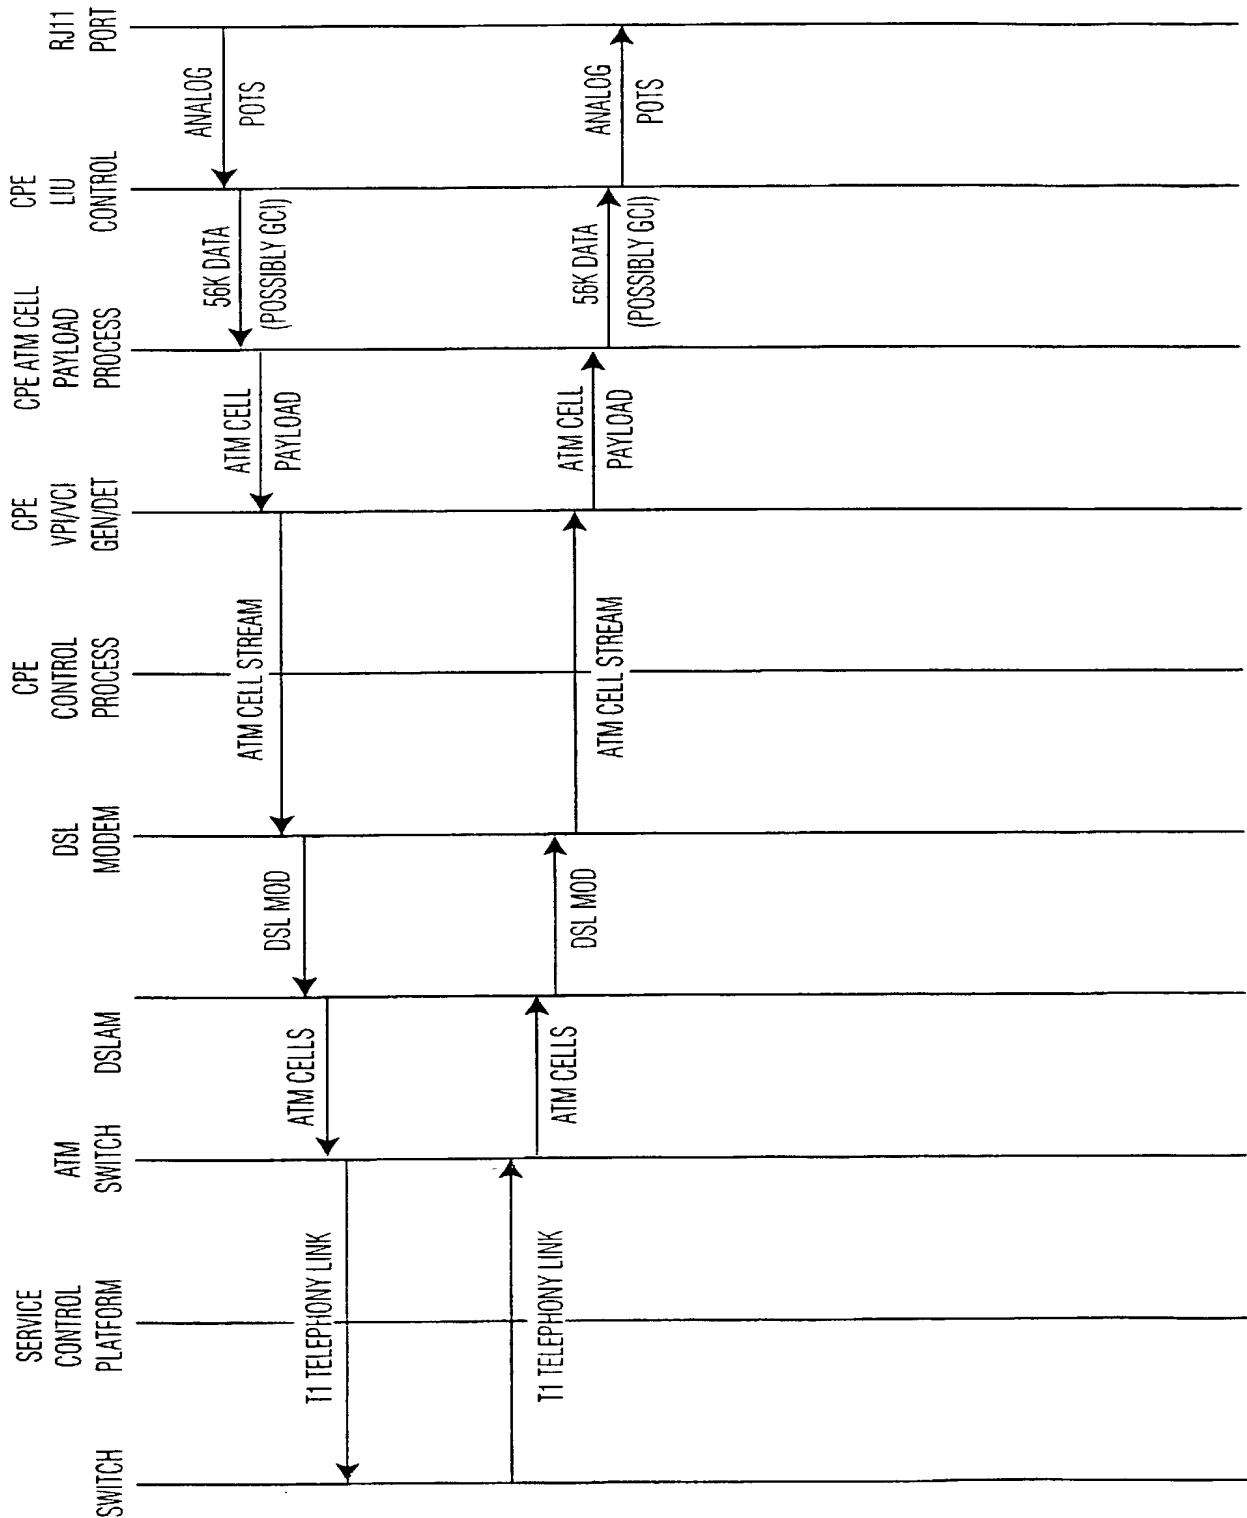 SERVICE
CONTROL
PLATFORM
SWITCH
ATM
SWITCH
DSLAM
DSL
MODEM
CPE
CONTROL
PROCESS
CPE
VPI/VCI
GEN/DET
CPE ATM CELL
PAYLOAD
PROCESS
CPE
LIU
CONTROL
RJ11
PORT
ANALOG
POTS
56K DATA
(POSSIBLY GCI)
ATM CELL
PAYLOAD
ATM CELL STREAM
DSL MOD
ATM CELLS
T1 TELEPHONY LINK
T1 TELEPHONY LINK
ATM CELLS
DSL MOD
ATM CELL STREAM
ATM CELL
PAYLOAD
56K DATA
(POSSIBLY GCI)
ANALOG
POTS